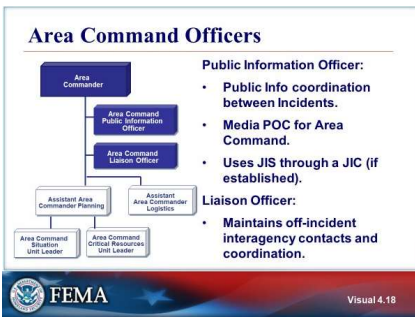 Area Command Officers
Area
Commander
Area Command
Public Information
Officer
Area Command
Liaison Officer
Assistant Area
Commander Planning
Assistant
Area Commander
Logistics
Area Command
Situation
Unit Leader
Area Command
Critical Resources
Unit Leader
Public Information Officer:
• Public Info coordination
between Incidents.
• Media POC for Area
Command.
• Uses JIS through a JIC (if
established).
Liaison Officer:
• Maintains off-incident
interagency contacts and
coordination.
FEMA
Visual 4.18